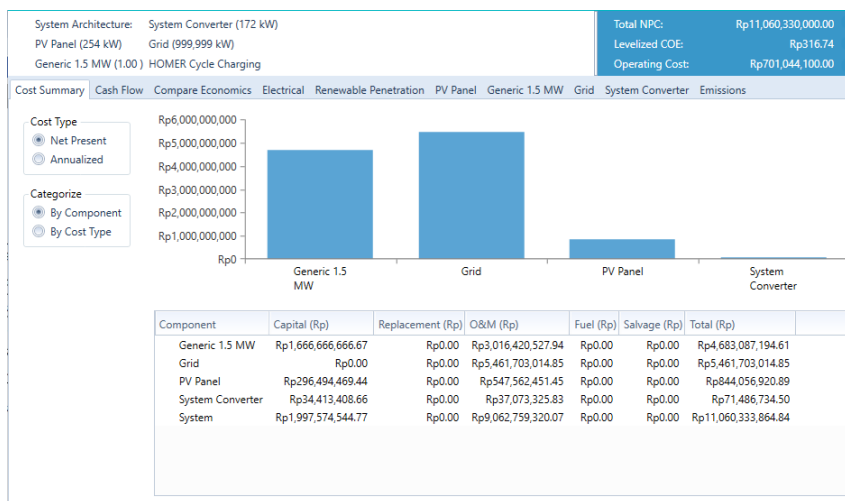 System Architecture: System Converter (172 kW)
PV Panel (254 kW) Grid (999,999 kW)
Generic 1.5 MW (1.00 ) HOMER Cycle Charging
Total NPC: Rp11,060,330,000.00
Levelized COE: Rp316.74
Operating Cost: Rp701,044,100.00
Cost Summary Cash Flow Compare Economics Electrical Renewable Penetration PV Panel Generic 1.5 MW Grid System Converter Emissions
Cost Type
Net Present
Annualized
Categorize
By Component
By Cost Type
Rp6,000,000,000
Rp5,000,000,000
Rp4,000,000,000
Rp3,000,000,000
Rp2,000,000,000
Rp1,000,000,000
Rp0
Generic 1.5 MW
Grid
PV Panel
System Converter
Component Capital (Rp) Replacement (Rp) O&M (Rp) Fuel (Rp) Salvage (Rp) Total (Rp)
Generic 1.5 MW Rp1,666,666,666.67 Rp0.00 Rp3,016,420,527.94 Rp0.00 Rp0.00 Rp4,683,087,194.61
Grid Rp0.00 Rp0.00 Rp5,461,703,014.85 Rp0.00 Rp0.00 Rp5,461,703,014.85
PV Panel Rp296,494,469.44 Rp0.00 Rp547,562,451.45 Rp0.00 Rp0.00 Rp844,056,920.89
System Converter Rp34,413,408.66 Rp0.00 Rp37,073,325.83 Rp0.00 Rp0.00 Rp71,486,734.50
System Rp1,997,574,544.77 Rp0.00 Rp9,062,759,320.07 Rp0.00 Rp0.00 Rp11,060,333,864.84